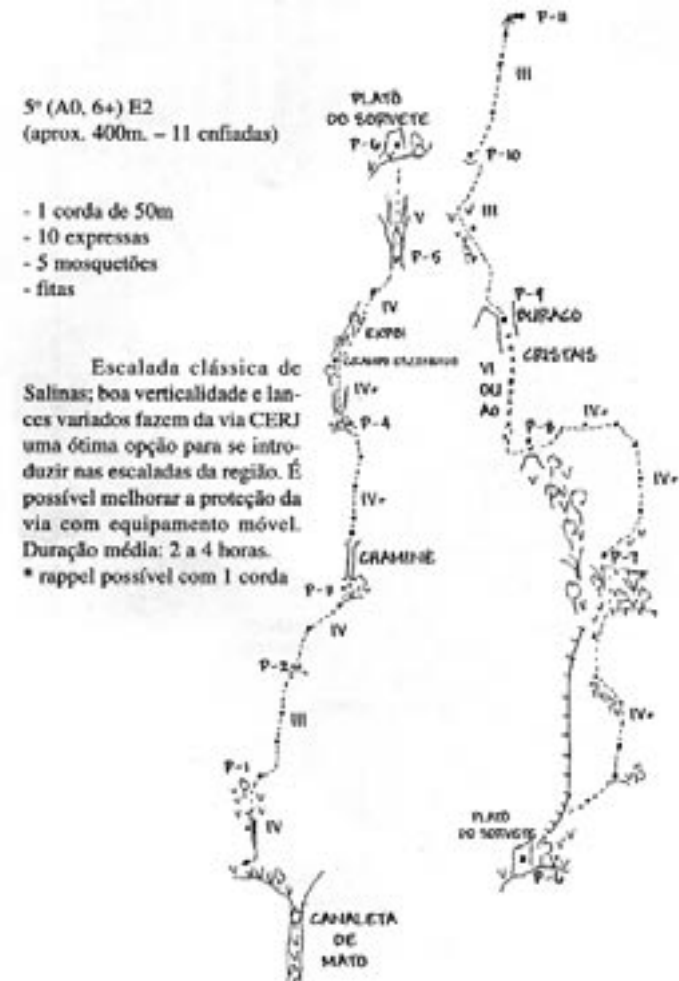 5º (A0, 6+) E2
(aprox. 400m. – 11 enfiadas)
- 1 corda de 50m
- 10 expressas
- 5 mosquetões
- fitas
Escalada clássica de
Salinas; boa verticalidade e lan-
ces variados fazem da via CERJ
uma ótima opção para se intro-
duzir nas escaladas da região. É
possível melhorar a proteção da
via com equipamento móvel.
Duração média: 2 a 4 horas.
* rappel possível com 1 corda
PLATÔ
DO SORVETE
P-6
V
P-5
IV
EXPO!
IV+
P-4
IV+
P-3
IV
P-2
III
P-1
IV
CANALETA
DE
MATO
P-11
III
P-10
III
P-9
BURACO
CRISTAIS
VI
OU
A0
P-8
IV+
IV+
P-7
IV+
PLATÔ
DO SORVETE
P-6